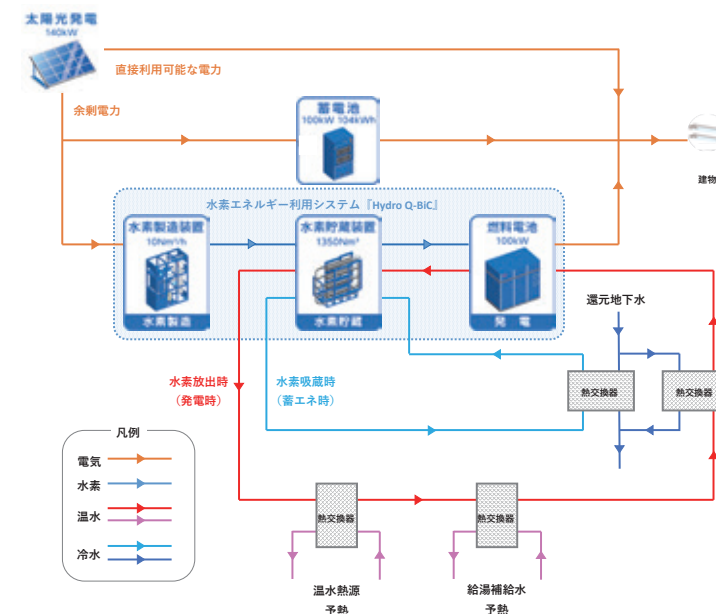 太陽光発電
140kW
直接利用可能な電力
余剰電力
蓄電池
100kW 104kWh
建物
水素エネルギー利用システム『Hydro Q-BiC』
水素製造装置
10Nm³/h
水素製造
水素貯蔵装置
1350Nm³
水素貯蔵
燃料電池
100kW
発 電
還元地下水
水素放出時
（発電時）
水素吸蔵時
（蓄エネ時）
熱交換器
熱交換器
凡例
電気
水素
温水
冷水
熱交換器
熱交換器
温水熱源
予熱
給湯補給水
予熱